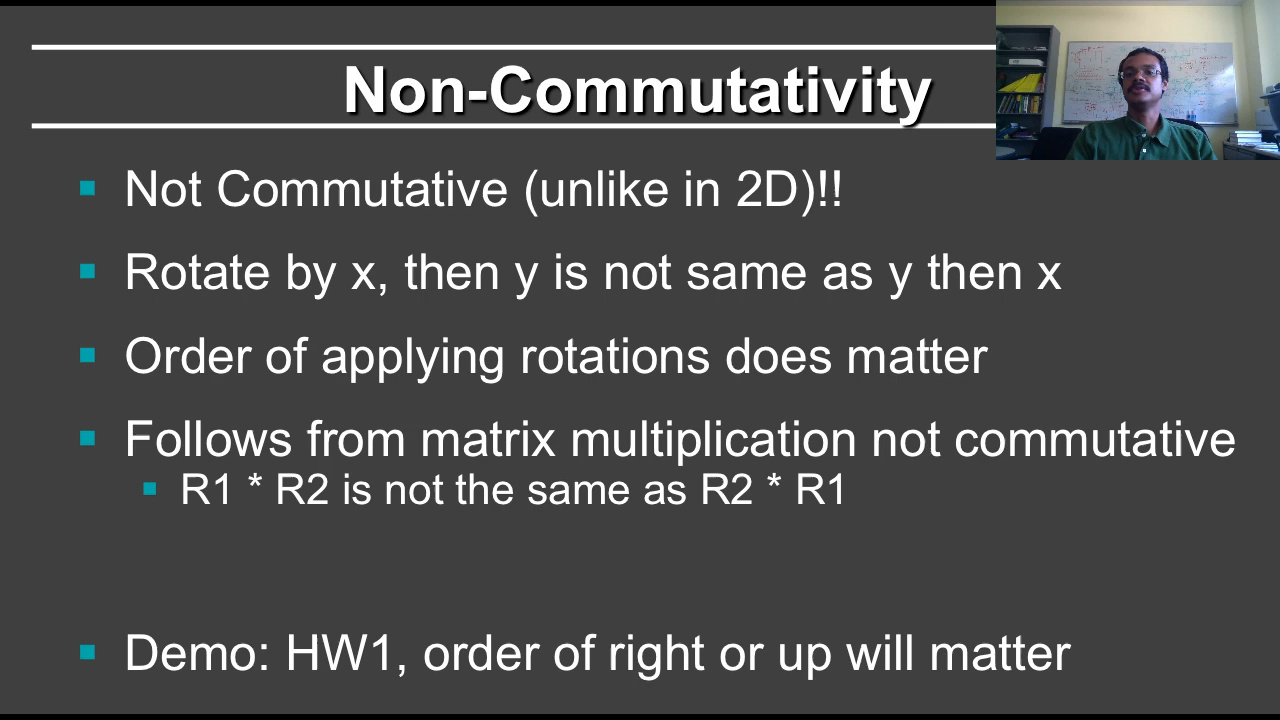 Non-Commutativity
Not Commutative (unlike in 2D)!!
Rotate by x, then y is not same as y then x
Order of applying rotations does matter
Follows from matrix multiplication not commutative
R1 * R2 is not the same as R2 * R1
Demo: HW1, order of right or up will matter